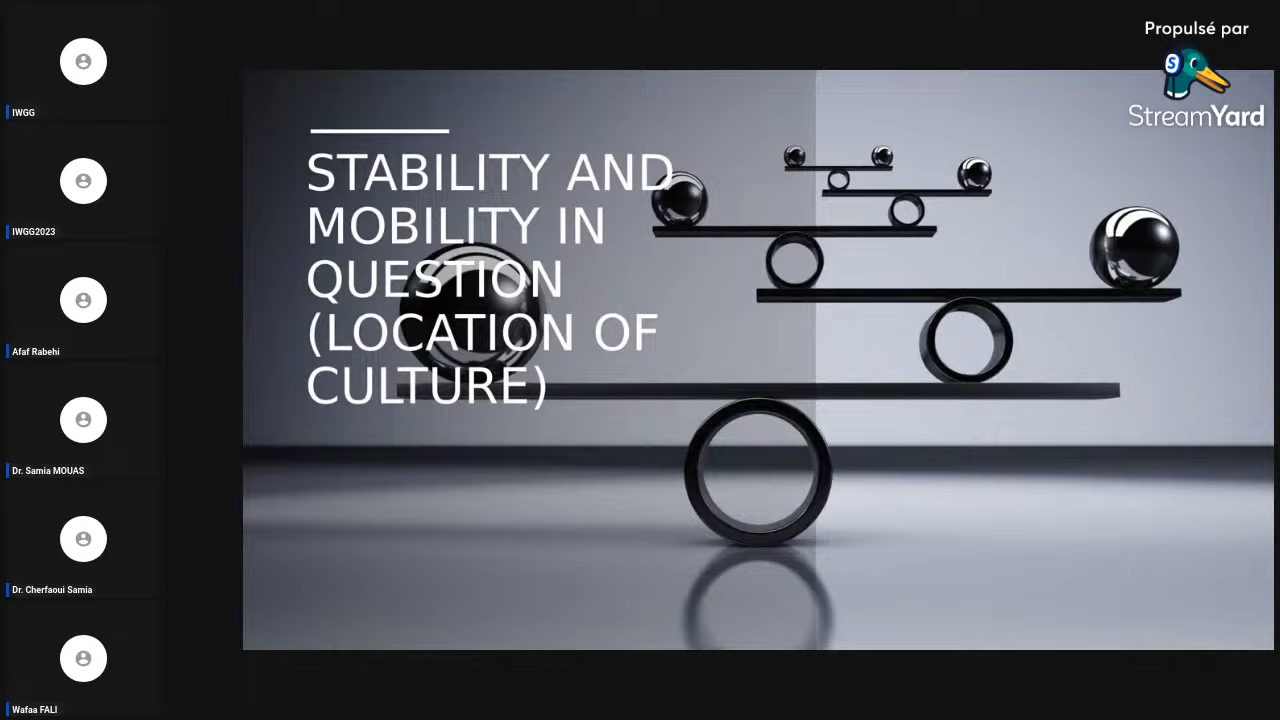 IWGG
IWGG2023
Afaf Rabehi
Dr. Samia MOUAS
Dr. Cherfaoui Samia
Wafaa FALI
STABILITY AND
MOBILITY IN
QUESTION
(LOCATION OF
CULTURE)
Propulsé par
S
StreamYard